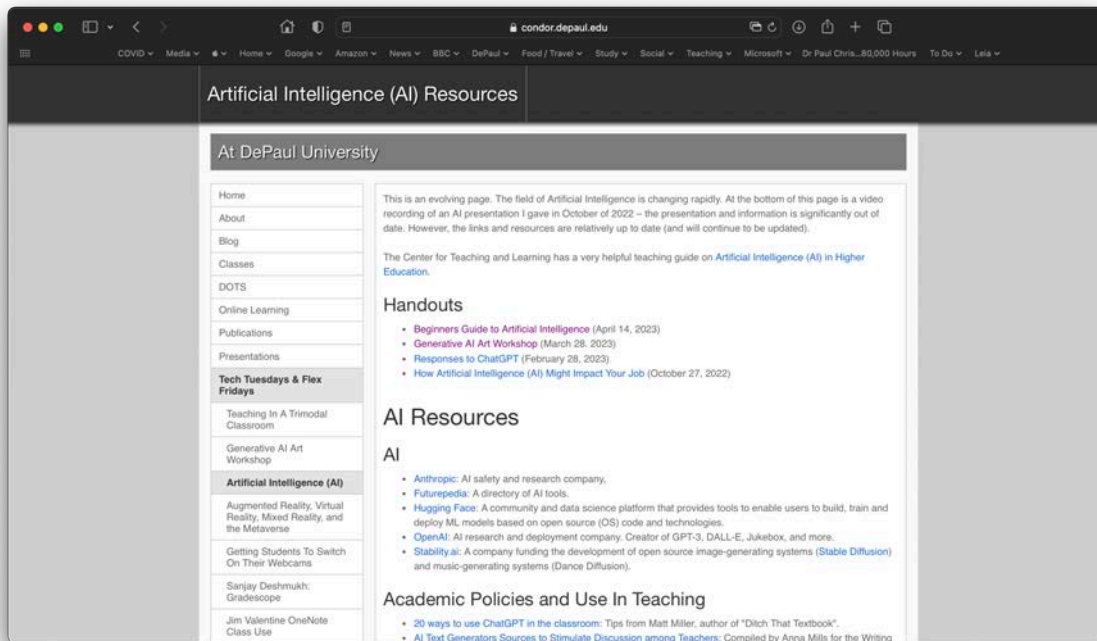 condor.depaul.edu
COVID Media Home Google Amazon News BBC DePaul Food / Travel Study Social Teaching Microsoft Dr Paul Chris...80,000 Hours To Do Leia
Artificial Intelligence (AI) Resources
At DePaul University
Home
About
Blog
Classes
DOTS
Online Learning
Publications
Presentations
Tech Tuesdays & Flex
Fridays
Teaching In A Trimodal
Classroom
Generative AI Art
Workshop
Artificial Intelligence (AI)
Augmented Reality, Virtual
Reality, Mixed Reality, and
the Metaverse
Getting Students To Switch
On Their Webcams
Sanjay Deshmukh:
Gradescope
Jim Valentine OneNote
Class Use
This is an evolving page. The field of Artificial Intelligence is changing rapidly. At the bottom of this page is a video
recording of an AI presentation I gave in October of 2022 – the presentation and information is significantly out of
date. However, the links and resources are relatively up to date (and will continue to be updated).
The Center for Teaching and Learning has a very helpful teaching guide on Artificial Intelligence (AI) in Higher
Education.
Handouts
• Beginners Guide to Artificial Intelligence (April 14, 2023)
• Generative AI Art Workshop (March 28. 2023)
• Responses to ChatGPT (February 28, 2023)
• How Artificial Intelligence (AI) Might Impact Your Job (October 27, 2022)
AI Resources
AI
• Anthropic: AI safety and research company,
• Futurepedia: A directory of AI tools.
• Hugging Face: A community and data science platform that provides tools to enable users to build, train and
deploy ML models based on open source (OS) code and technologies.
• OpenAI: AI research and deployment company. Creator of GPT-3, DALL-E, Jukebox, and more.
• Stability.ai: A company funding the development of open source image-generating systems (Stable Diffusion)
and music-generating systems (Dance Diffusion).
Academic Policies and Use In Teaching
• 20 ways to use ChatGPT in the classroom: Tips from Matt Miller, author of "Ditch That Textbook".
• AI Text Generators Sources to Stimulate Discussion among Teachers: Compiled by Anna Mills for the Writing